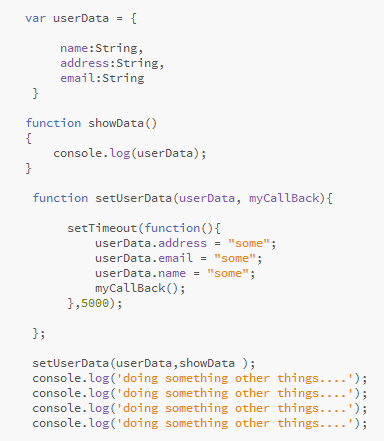 var userData = {
name:String,
address:String,
email:String
}
function showData()
{
console.log(userData);
}
function setUserData(userData, myCallBack){
setTimeout(function(){
userData.address = "some";
userData.email = "some";
userData.name = "some";
myCallBack();
},5000);
};
setUserData(userData,showData );
console.log('doing something other things....');
console.log('doing something other things....');
console.log('doing something other things....');
console.log('doing something other things....');